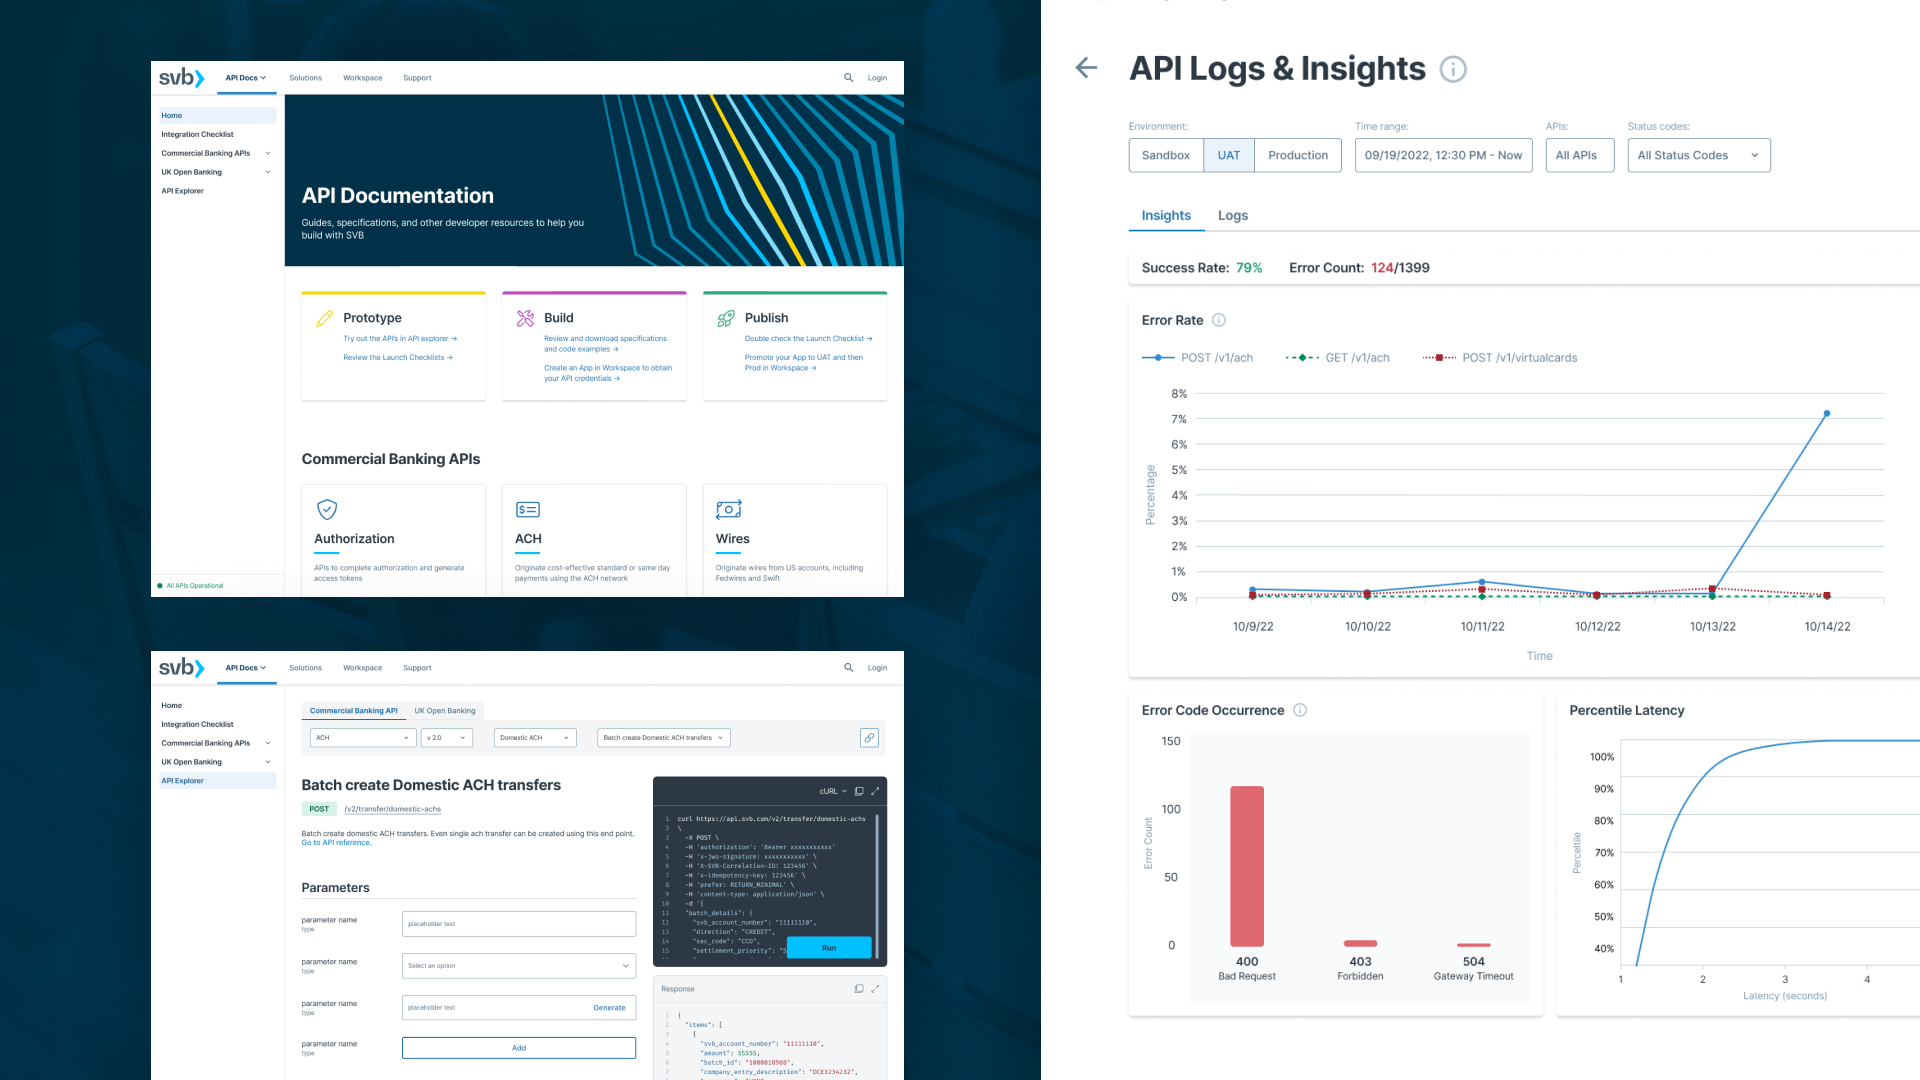 svb
API Docs
Solutions
Workspace
Support
Login
Home
Integration Checklist
Commercial Banking APIs
UK Open Banking
API Explorer
All APIs Operational
API Documentation
Guides, specifications, and other developer resources to help you
build with SVB
Prototype
Try out the API's in API explorer →
Review the Launch Checklists →
Build
Review and download specifications
and code examples →
Create an App in Workspace to obtain
your API credentials →
Publish
Double check the Launch Checklist →
Promote your App to UAT and then
Prod in Workspace →
Commercial Banking APIs
Authorization
APIs to complete authorization and generate
access tokens
ACH
Originate cost-effective standard or same day
payments using the ACH network
Wires
Originate wires from US accounts, including
Fedwires and Swift
svb
API Docs
Solutions
Workspace
Support
Login
Home
Integration Checklist
Commercial Banking APIs
UK Open Banking
API Explorer
Commercial Banking API
UK Open Banking
ACH
v 2.0
Domestic ACH
Batch create Domestic ACH transfers
Batch create Domestic ACH transfers
POST
/v2/transfer/domestic-achs
Batch create domestic ACH transfers. Even single ach transfer can be created using this end point.
Go to API reference.
Parameters
parameter name
type
placeholder text
parameter name
type
Select an option
parameter name
type
placeholder text
Generate
parameter name
type
Add
cURL
1 curl https://api.svb.com/v2/transfer/domestic-achs
2 \
3 -X POST \
4 -H 'authorization': 'Bearer xxxxxxxxxxx'
5 -H 'x-jws-signature: xxxxxxxxxxx' \
6 -H 'X-SVB-Correlation-ID: 123456' \
7 -H 'x-idempotency-key: 123456' \
8 -H 'prefer: RETURN_MINIMAL' \
9 -H 'content-type: application/json' \
10 -d '{
11 "batch_details": {
12 "svb_account_number": "11111110",
13 "direction": "CREDIT",
14 "sec_code": "CCD",
15 "settlement_priority": "S
Run
Response
1 {
2 "items": [
3 {
4 "svb_account_number": "11111110",
5 "amount": 55555,
6 "batch_id": "1000010988",
7 "company_entry_description": "DCE3234232",
API Logs & Insights
Environment:
Sandbox
UAT
Production
Time range:
09/19/2022, 12:30 PM - Now
APIs:
All APIs
Status codes:
All Status Codes
Insights
Logs
Success Rate: 79%
Error Count: 124/1399
Error Rate
POST /v1/ach
GET /v1/ach
POST /v1/virtualcards
8%
7%
6%
5%
4%
3%
2%
1%
0%
Percentage
10/9/22
10/10/22
10/11/22
10/12/22
10/13/22
10/14/22
Time
Error Code Occurrence
150
100
50
0
Error Count
400
Bad Request
403
Forbidden
504
Gateway Timeout
Percentile Latency
100%
90%
80%
70%
60%
50%
40%
Perceltile
1
2
3
4
Latency (seconds)